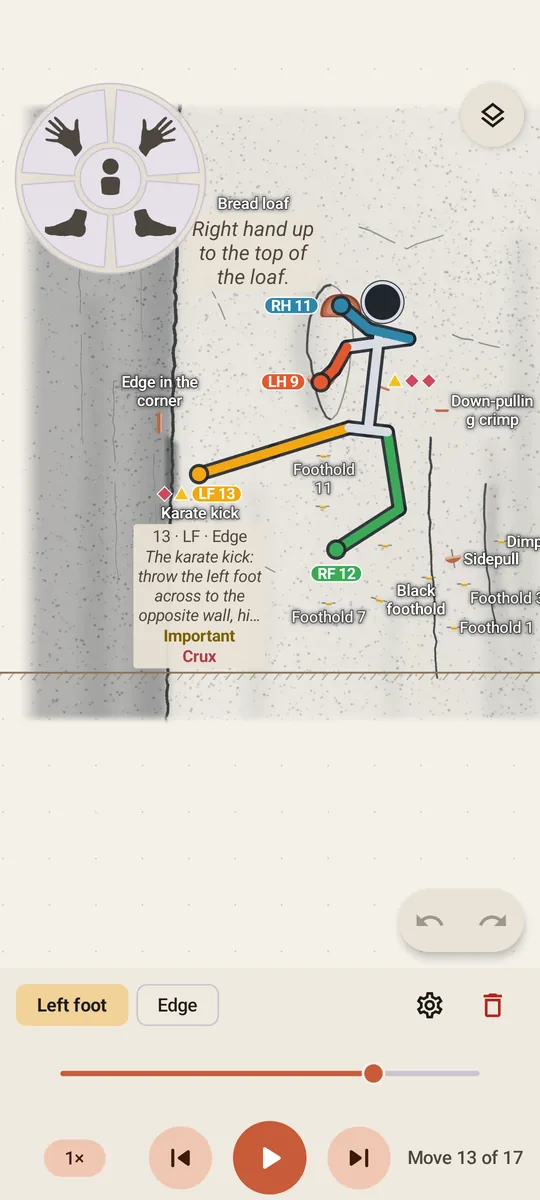 Bread loaf
Right hand up
to the top of
the loaf.
RH 11
LH 9
Edge in the
corner
Down-pullin
g crimp
Foothold
11
LF 13
Karate kick
13 · LF · Edge
The karate kick:
throw the left foot
across to the
opposite wall, hi...
Important
Crux
Dimp
Sidepull
RF 12
Black
foothold
Foothold 3
Foothold 7
Foothold 1
Left foot
Edge
1×
Move 13 of 17